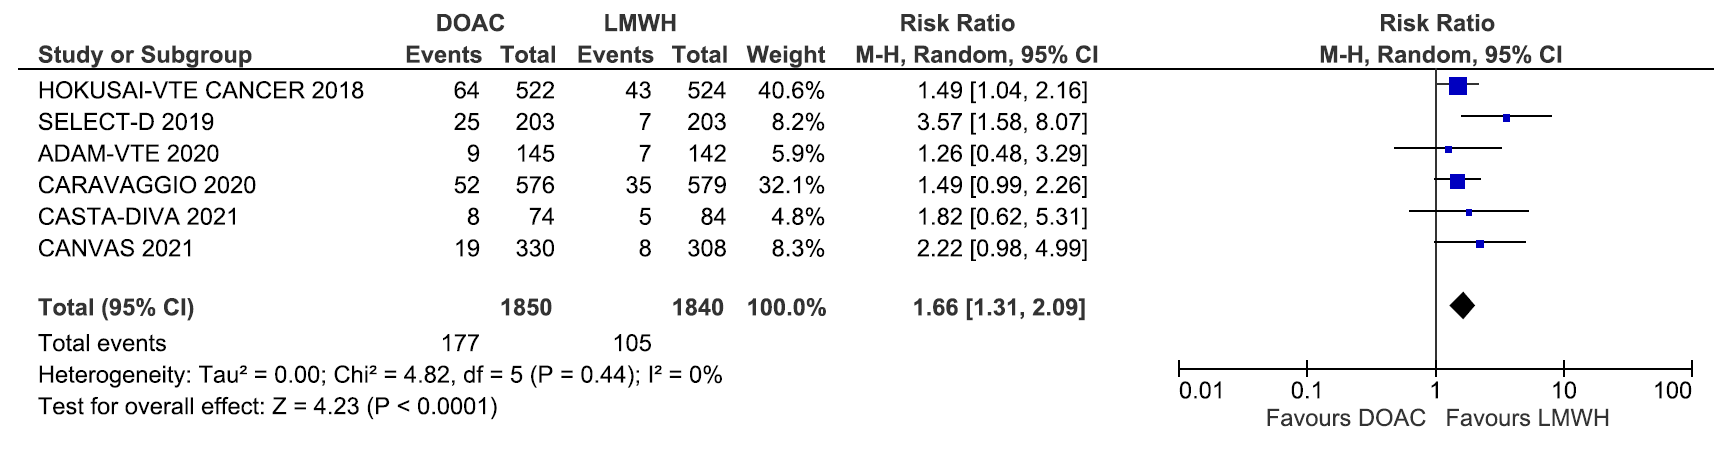 DOAC LMWH Risk Ratio Risk Ratio
Study or Subgroup Events Total Events Total Weight M-H, Random, 95% CI M-H, Random, 95% CI
HOKUSAI-VTE CANCER 2018 64 522 43 524 40.6% 1.49 [1.04, 2.16]
SELECT-D 2019 25 203 7 203 8.2% 3.57 [1.58, 8.07]
ADAM-VTE 2020 9 145 7 142 5.9% 1.26 [0.48, 3.29]
CARAVAGGIO 2020 52 576 35 579 32.1% 1.49 [0.99, 2.26]
CASTA-DIVA 2021 8 74 5 84 4.8% 1.82 [0.62, 5.31]
CANVAS 2021 19 330 8 308 8.3% 2.22 [0.98, 4.99]
Total (95% CI) 1850 1840 100.0% 1.66 [1.31, 2.09]
Total events 177 105
Heterogeneity: Tau² = 0.00; Chi² = 4.82, df = 5 (P = 0.44); I² = 0%
Test for overall effect: Z = 4.23 (P < 0.0001)
0.01 0.1 1 10 100
Favours DOAC Favours LMWH